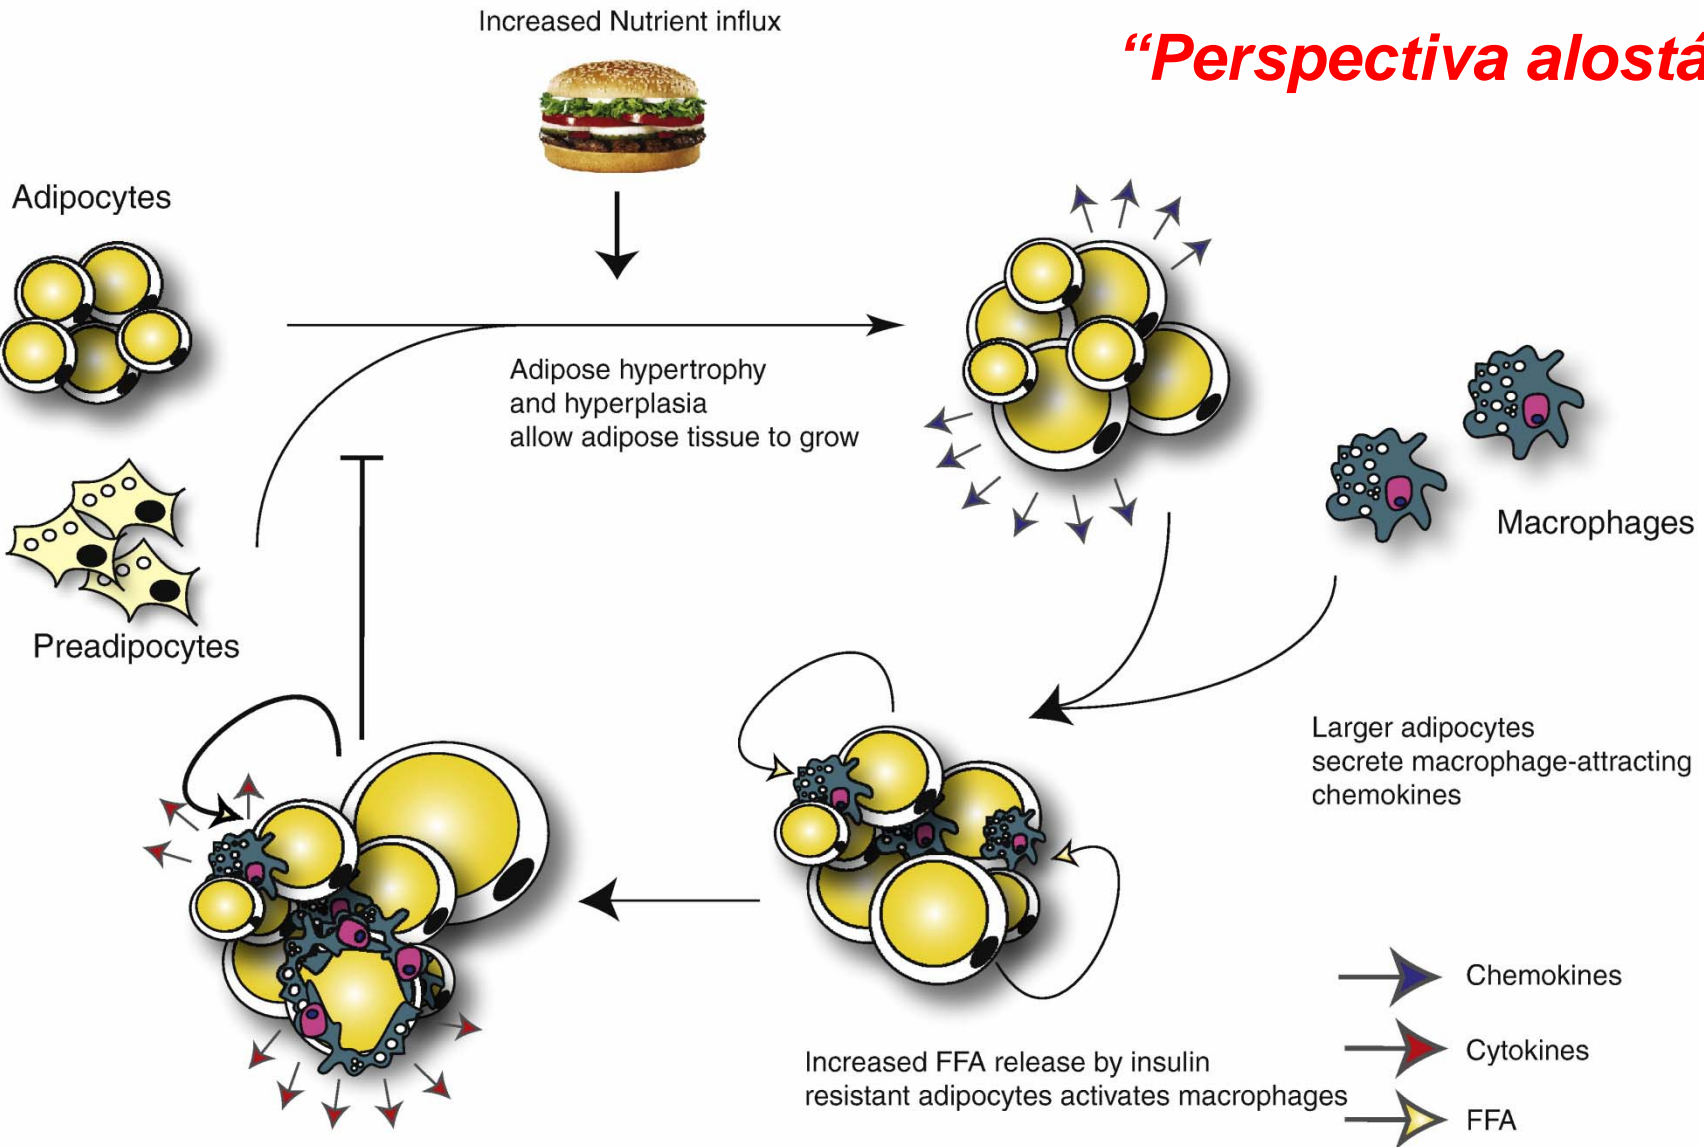 Increased Nutrient influx
“Perspectiva alostá
Adipocytes
Adipose hypertrophy
and hyperplasia
allow adipose tissue to grow
Preadipocytes
Macrophages
Larger adipocytes
secrete macrophage-attracting
chemokines
Increased FFA release by insulin
resistant adipocytes activates macrophages
Chemokines
Cytokines
FFA